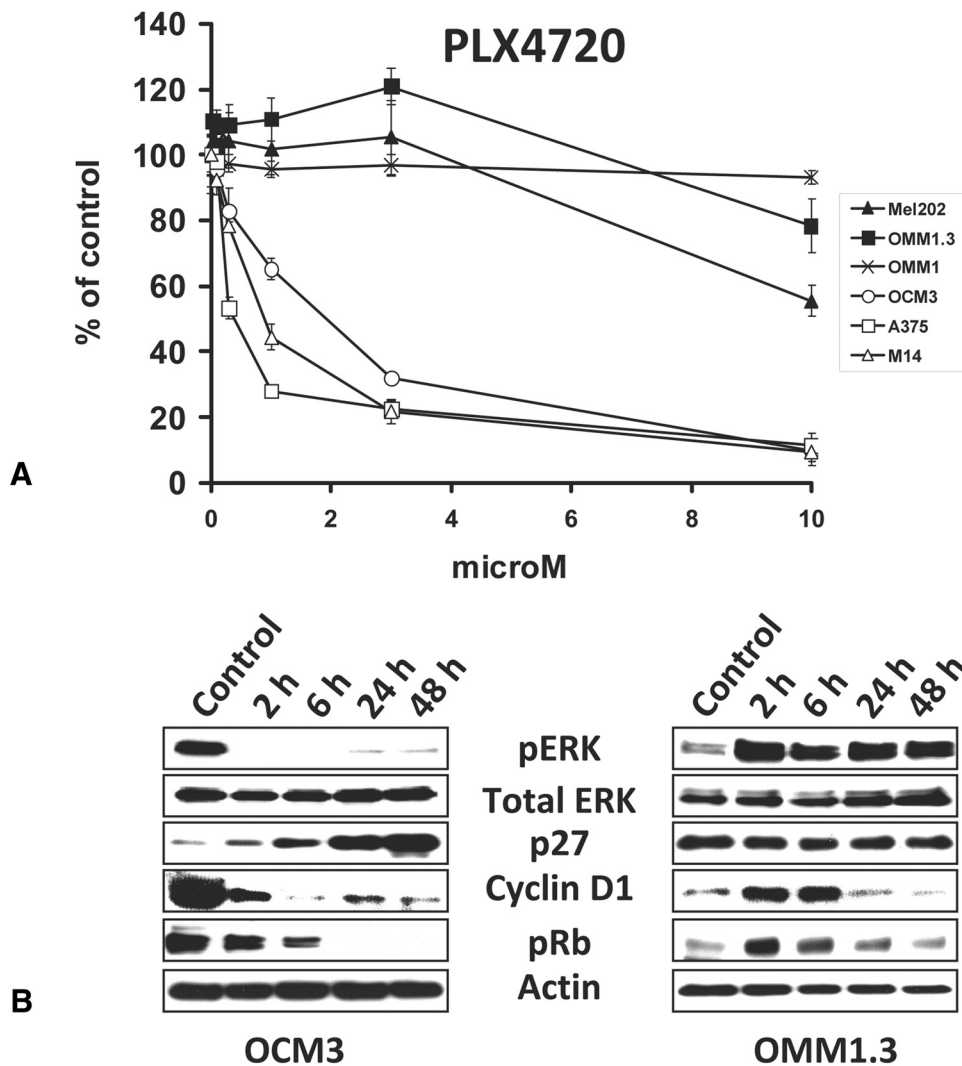 PLX4720
140
120
100
80
60
40
20
0
% of control
0 2 4 6 8 10
microM
Mel202
OMM1.3
OMM1
OCM3
A375
M14
A
Control 2 h 6 h 24 h 48 h
Control 2 h 6 h 24 h 48 h
pERK
Total ERK
p27
Cyclin D1
pRb
Actin
B
OCM3
OMM1.3